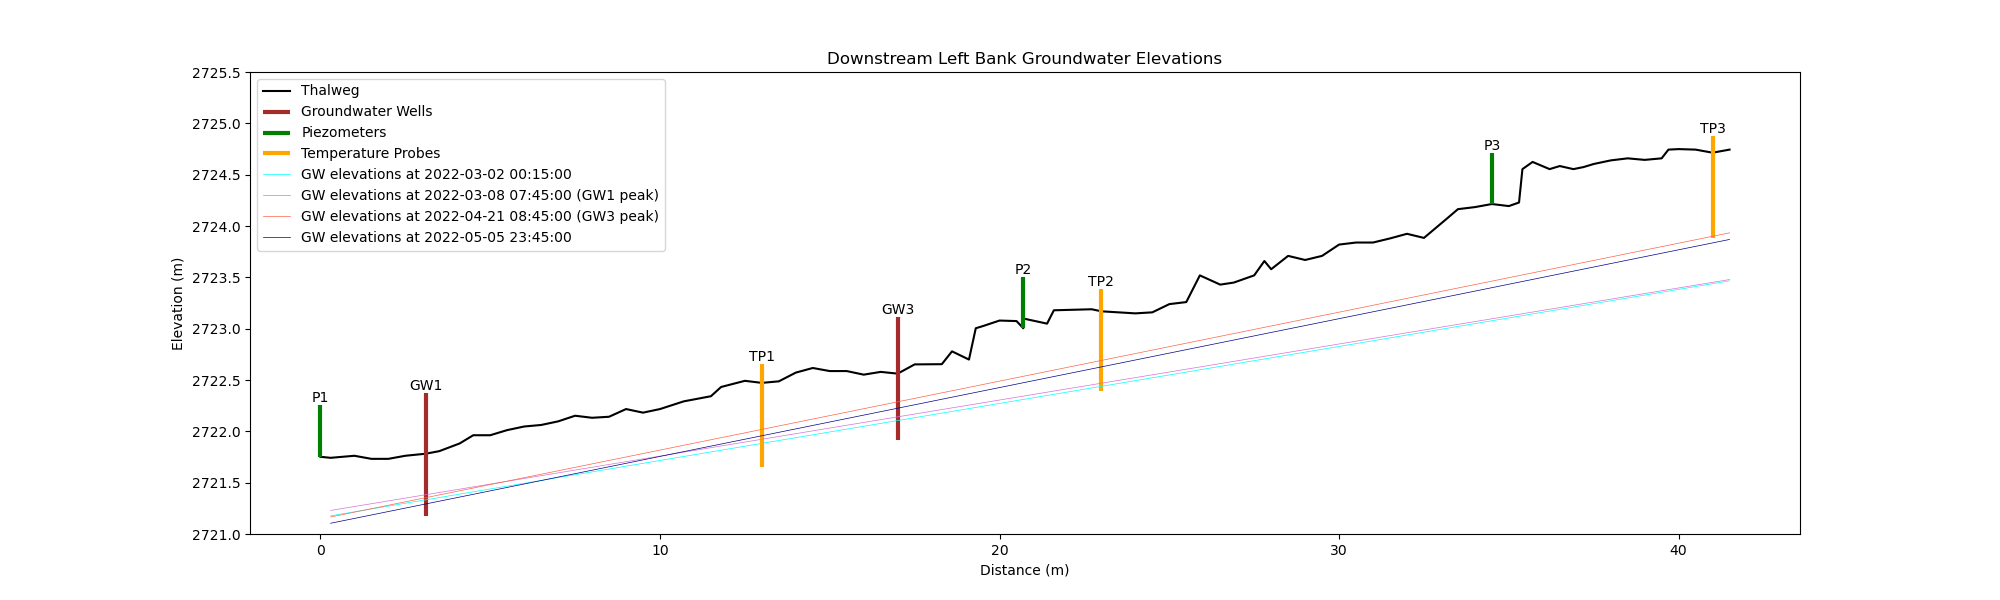 Downstream Left Bank Groundwater Elevations
2725.5
2725.0
2724.5
2724.0
2723.5
2723.0
2722.5
2722.0
2721.5
2721.0
Elevation (m)
Thalweg
Groundwater Wells
Piezometers
Temperature Probes
GW elevations at 2022-03-02 00:15:00
GW elevations at 2022-03-08 07:45:00 (GW1 peak)
GW elevations at 2022-04-21 08:45:00 (GW3 peak)
GW elevations at 2022-05-05 23:45:00
P1
GW1
TP1
GW3
P2
TP2
P3
TP3
0
10
20
30
40
Distance (m)